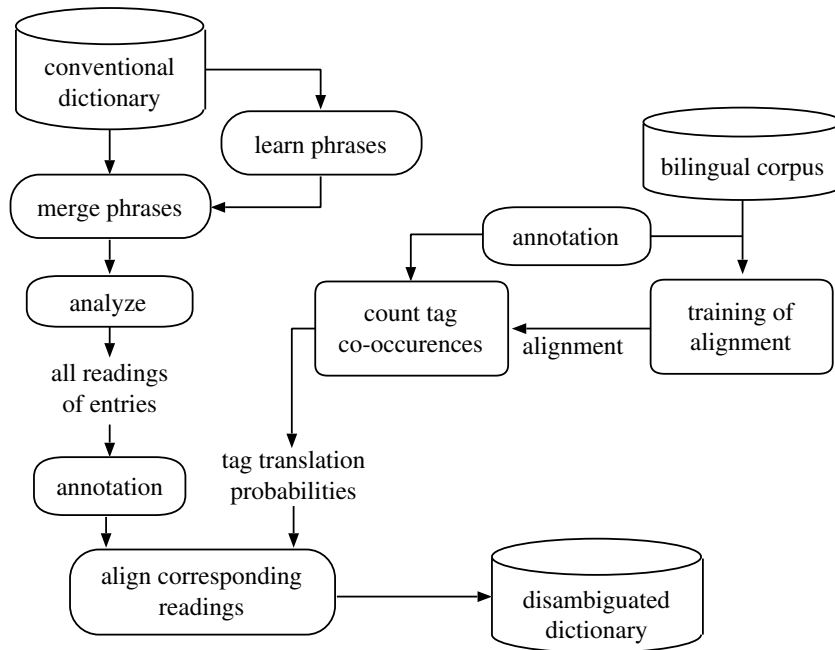 conventional
dictionary
learn phrases
bilingual corpus
merge phrases
annotation
analyze
count tag
co-occurences
training of
alignment
alignment
all readings
of entries
tag translation
probabilities
annotation
align corresponding
readings
disambiguated
dictionary